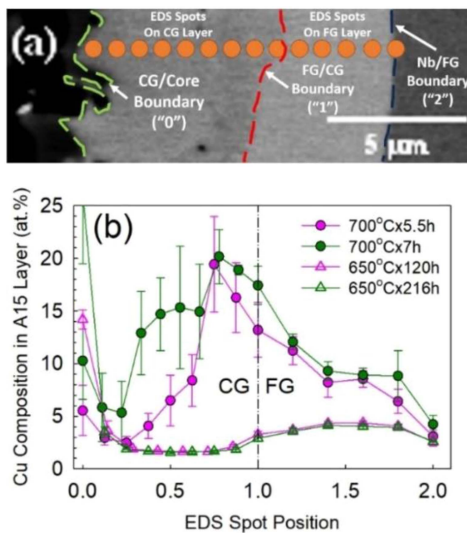 (a)
EDS Spots
On CG Layer
EDS Spots
On FG Layer
Nb/FG
Boundary
("2")
CG/Core
Boundary
("0")
FG/CG
Boundary
("1")
5 μm.
(b)
Cu Composition in A15 Layer (at.%)
25
20
15
10
5
0
700°Cx5.5h
700°Cx7h
650°Cx120h
650°Cx216h
CG
FG
0.0 0.5 1.0 1.5 2.0
EDS Spot Position